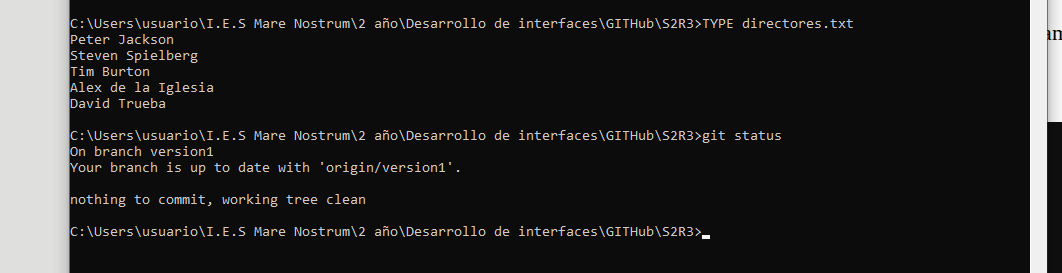 C:\Users\usuario\I.E.S Mare Nostrum\2 año\Desarrollo de interfaces\GITHub\S2R3>TYPE directores.txt
Peter Jackson
Steven Spielberg
Tim Burton
Alex de la Iglesia
David Trueba
C:\Users\usuario\I.E.S Mare Nostrum\2 año\Desarrollo de interfaces\GITHub\S2R3>git status
On branch version1
Your branch is up to date with 'origin/version1'.
nothing to commit, working tree clean
C:\Users\usuario\I.E.S Mare Nostrum\2 año\Desarrollo de interfaces\GITHub\S2R3>